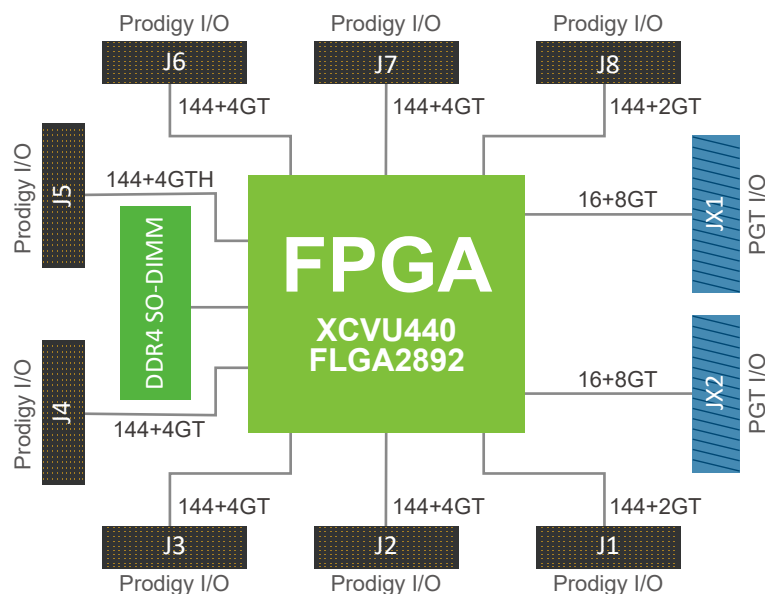 Prodigy I/O
Prodigy I/O
Prodigy I/O
J6
J7
J8
144+4GT
144+4GT
144+2GT
Prodigy I/O
J5
144+4GTH
16+8GT
JX1
PGT I/O
DDR4 SO-DIMM
FPGA
XCVU440
FLGA2892
Prodigy I/O
J4
144+4GT
16+8GT
JX2
PGT I/O
144+4GT
144+4GT
144+2GT
J3
J2
J1
Prodigy I/O
Prodigy I/O
Prodigy I/O